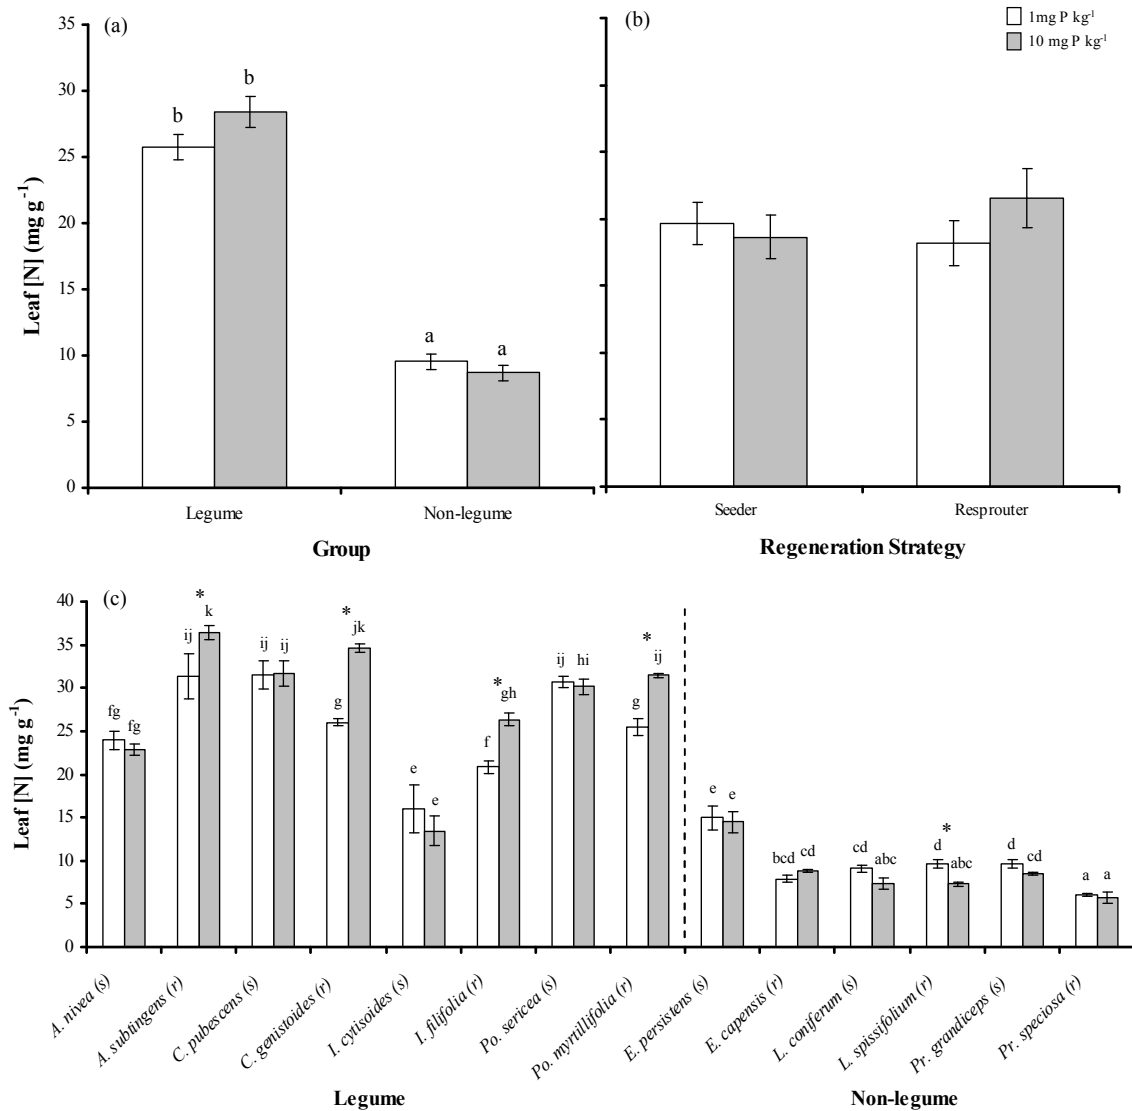 (a)
(b)
1mg P kg-1
10 mg P kg-1
35
30
25
20
15
10
5
0
Leaf [N] (mg g -1)
b
b
a
a
Legume
Non-legume
Seeder
Resprouter
Group
Regeneration Strategy
(c)
40
35
30
25
20
15
10
5
0
Leaf [N] (mg g -1)
fg
fg
ij
*
k
ij
ij
g
*
jk
e
e
f
*
gh
ij
hi
g
*
ij
e
e
bcd
cd
cd
abc
d
*
abc
d
cd
a
a
A. nivea (s)
A. subtingens (r)
C. pubescens (s)
C. genistoides (r)
I. cytisoides (s)
I. filifolia (r)
Po. sericea (s)
Po. myrtillifolia (r)
E. persistens (s)
E. capensis (r)
L. coniferum (s)
L. spissifolium (r)
Pr. grandiceps (s)
Pr. speciosa (r)
Legume
Non-legume